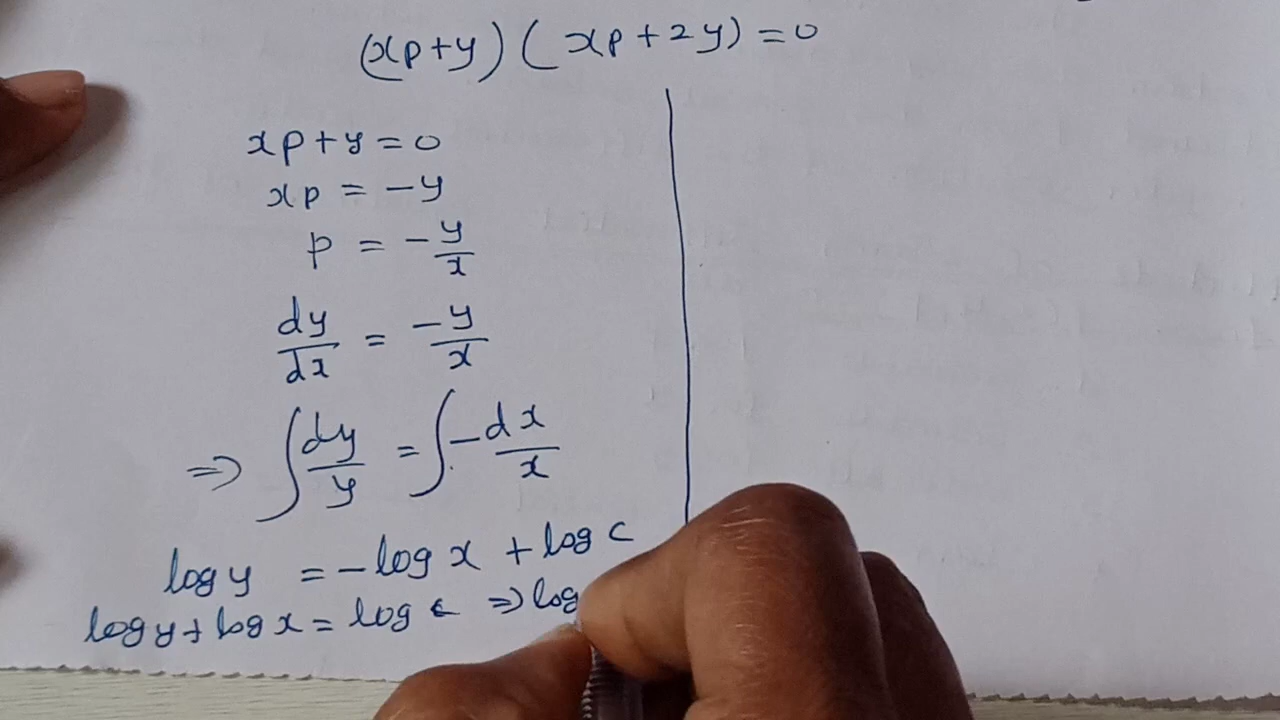 (xp+y) (xp+2y) = 0
xp+y=0
xp = -y
p = -y/x
dy/dx = -y/x
⇒ ∫dy/y = ∫-dx/x
log y = -log x + log c
log y + log x = log c ⇒ log